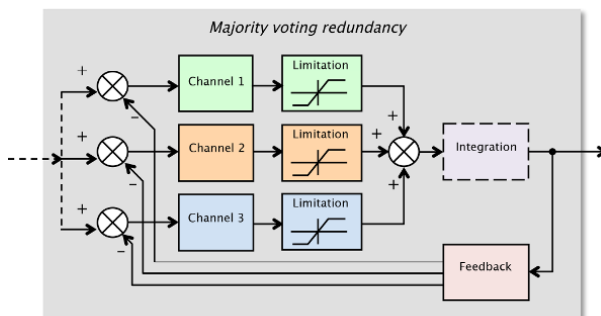 Majority voting redundancy
+
Channel 1
Limitation
−
+
+
Channel 2
Limitation
+
Integration
−
+
Channel 3
Limitation
+
−
Feedback